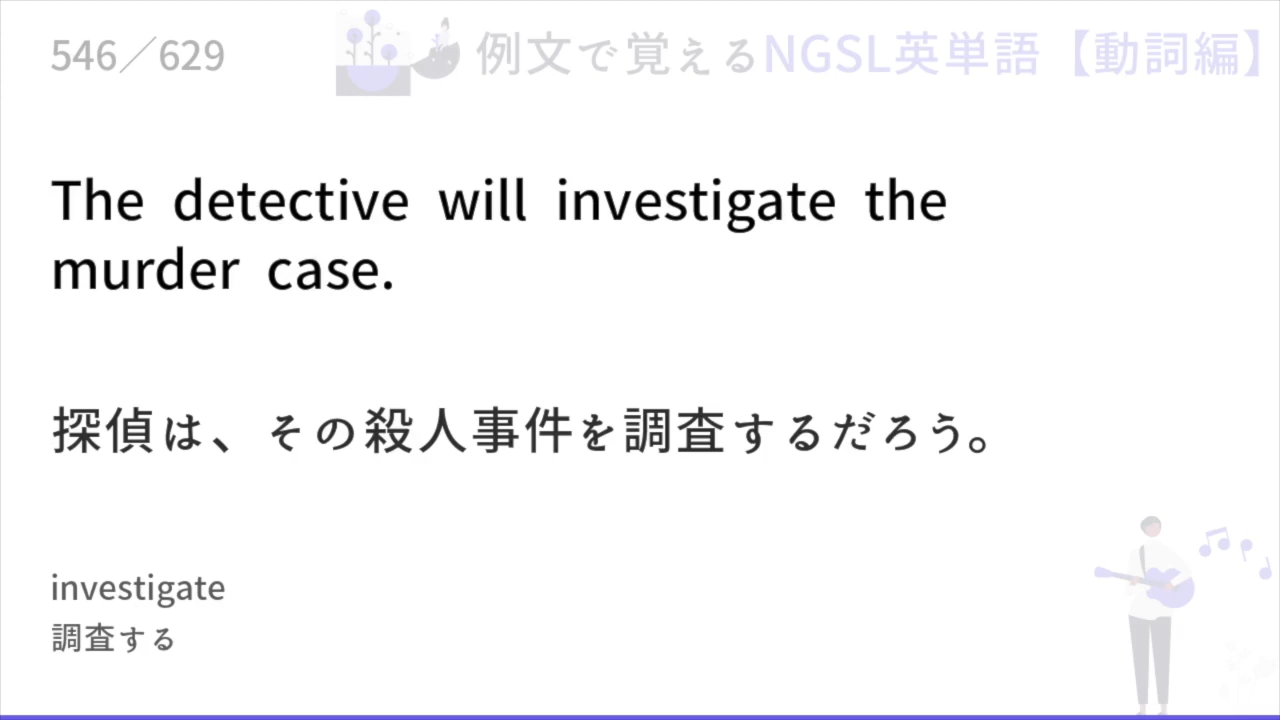 546／629
例文で覚えるNGSL英単語【動詞編】
The detective will investigate the
murder case.
探偵は、その殺人事件を調査するだろう。
investigate
調査する